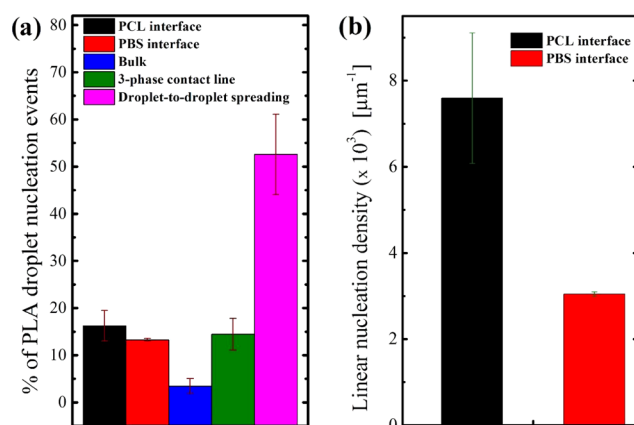 (a)
% of PLA droplet nucleation events
80
70
60
50
40
30
20
10
0
PCL interface
PBS interface
Bulk
3-phase contact line
Droplet-to-droplet spreading
(b)
Linear nucleation density (x 10³) [µm⁻¹]
8
6
4
2
0
PCL interface
PBS interface